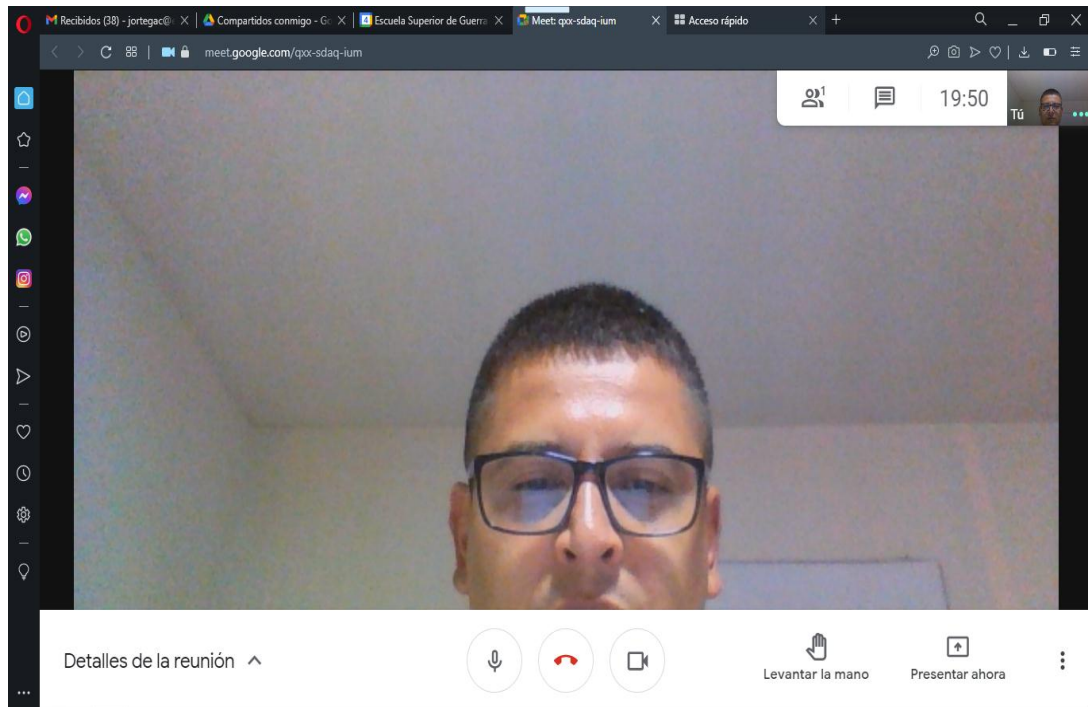 Recibidos (38) - jortegac@
Compartidos conmigo - Go
4 Escuela Superior de Guerra
Meet: qxx-sdaq-ium
Acceso rápido
meet.google.com/qxx-sdaq-ium
1
19:50
Tú
Detalles de la reunión
Levantar la mano
Presentar ahora